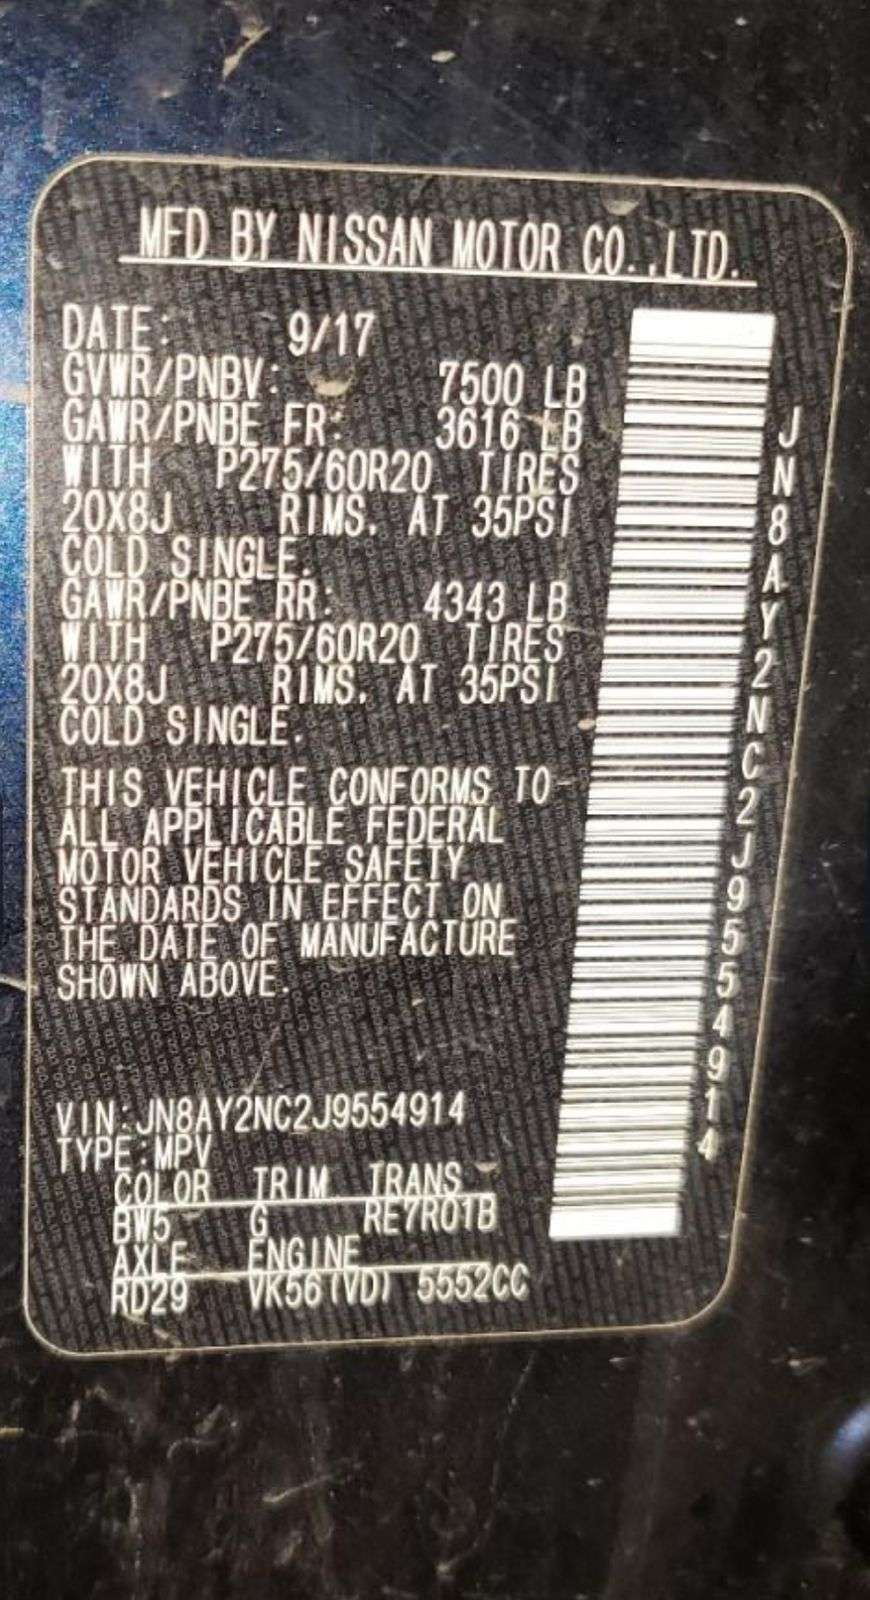 MFD BY NISSAN MOTOR CO.,LTD.
DATE: 9/17
GVWR/PNBV: 7500 LB
GAWR/PNBE FR: 3616 LB
WITH P275/60R20 TIRES
20X8J RIMS. AT 35PSI
COLD SINGLE.
GAWR/PNBE RR: 4343 LB
WITH P275/60R20 TIRES
20X8J RIMS. AT 35PSI
COLD SINGLE.
THIS VEHICLE CONFORMS TO
ALL APPLICABLE FEDERAL
MOTOR VEHICLE SAFETY
STANDARDS IN EFFECT ON
THE DATE OF MANUFACTURE
SHOWN ABOVE.
VIN:JN8AY2NC2J9554914
TYPE:MPV
COLOR TRIM TRANS
BW5 G RE7R01B
AXLE ENGINE
RD29 VK56(VD) 5552CC
JN8AY2NC2J9554914